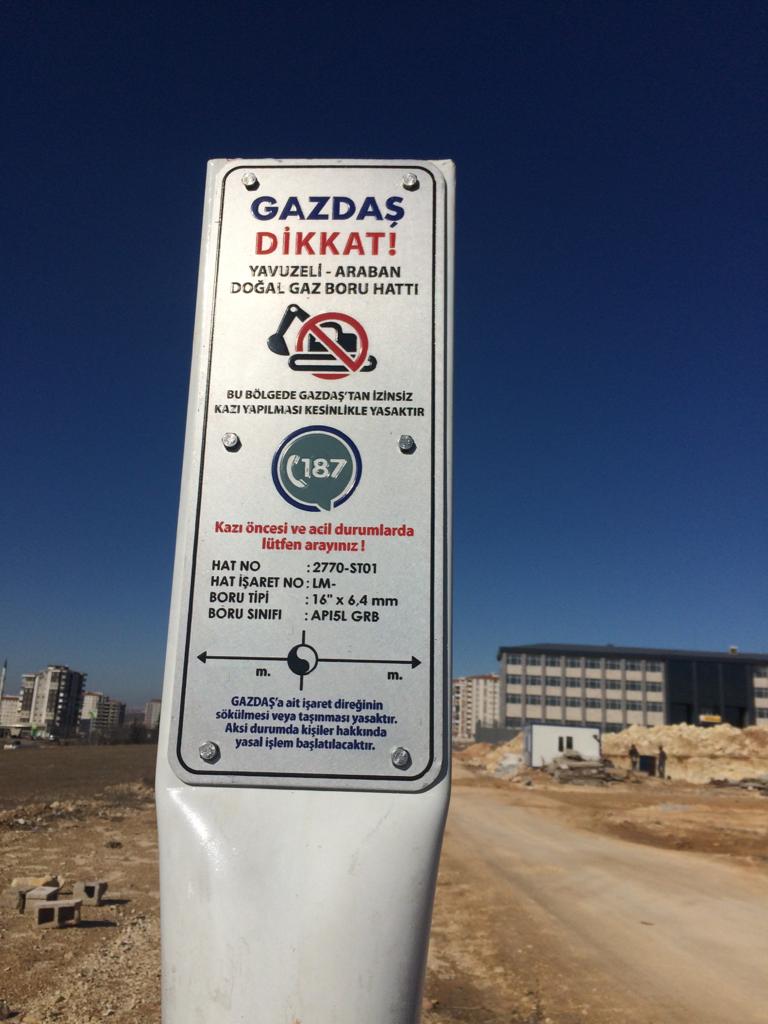 GAZDAŞ
DİKKAT!
YAVUZELİ - ARABAN
DOĞAL GAZ BORU HATTI
BU BÖLGEDE GAZDAŞ'TAN İZİNSİZ
KAZI YAPILMASI KESİNLİKLE YASAKTIR
187
Kazı öncesi ve acil durumlarda
lütfen arayınız !
HAT NO : 2770-ST01
HAT İŞARET NO : LM-
BORU TİPİ : 16" x 6,4 mm
BORU SINIFI : API5L GRB
m. m.
GAZDAŞ'a ait işaret direğinin
sökülmesi veya taşınması yasaktır.
Aksi durumda kişiler hakkında
yasal işlem başlatılacaktır.